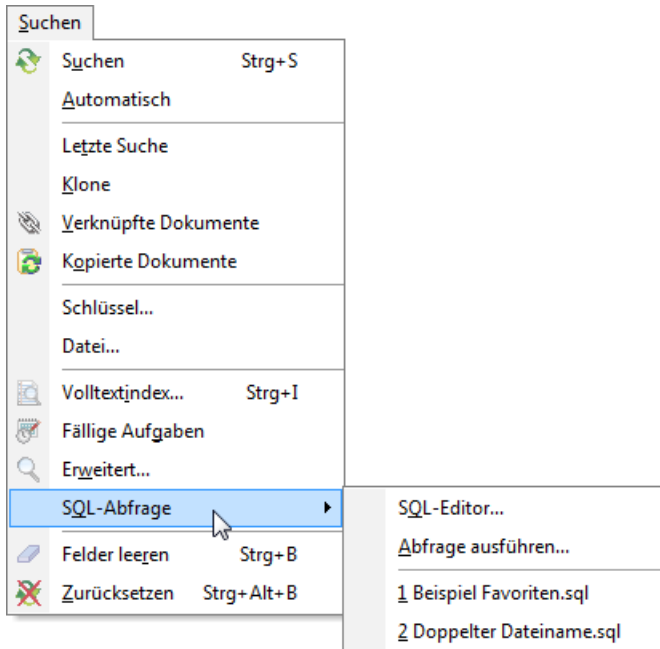 Suchen
Suchen Strg+S
Automatisch
Letzte Suche
Klone
Verknüpfte Dokumente
Kopierte Dokumente
Schlüssel...
Datei...
Volltextindex... Strg+I
Fällige Aufgaben
Erweitert...
SQL-Abfrage
SQL-Editor...
Abfrage ausführen...
Felder leeren Strg+B
Zurücksetzen Strg+Alt+B
1 Beispiel Favoriten.sql
2 Doppelter Dateiname.sql